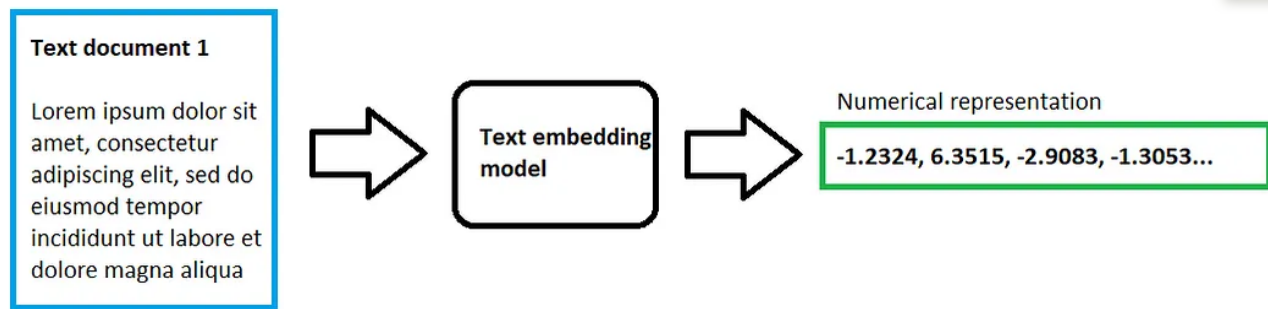 Text document 1
Lorem ipsum dolor sit
amet, consectetur
adipiscing elit, sed do
eiusmod tempor
incididunt ut labore et
dolore magna aliqua
Text embedding
model
Numerical representation
-1.2324, 6.3515, -2.9083, -1.3053...